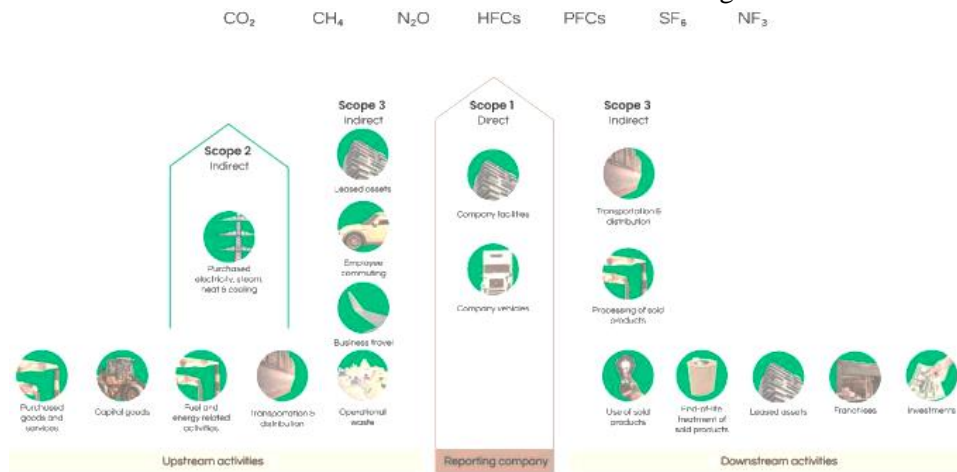 CO₂ CH₄ N₂O HFCs PFCs SF₆ NF₃
Scope 2
Indirect
Purchased
electricity, steam,
heat & cooling
Scope 3
Indirect
Leased assets
Employee
commuting
Business travel
Operational
waste
Scope 1
Direct
Company facilities
Company vehicles
Scope 3
Indirect
Transportation &
distribution
Processing of sold
products
Purchased
goods and
services
Capital goods
Fuel and
energy related
activities
Transportation &
distribution
Use of sold
products
End-of-life
treatment of
sold products
Leased assets
Franchises
Investments
Upstream activities
Reporting company
Downstream activities